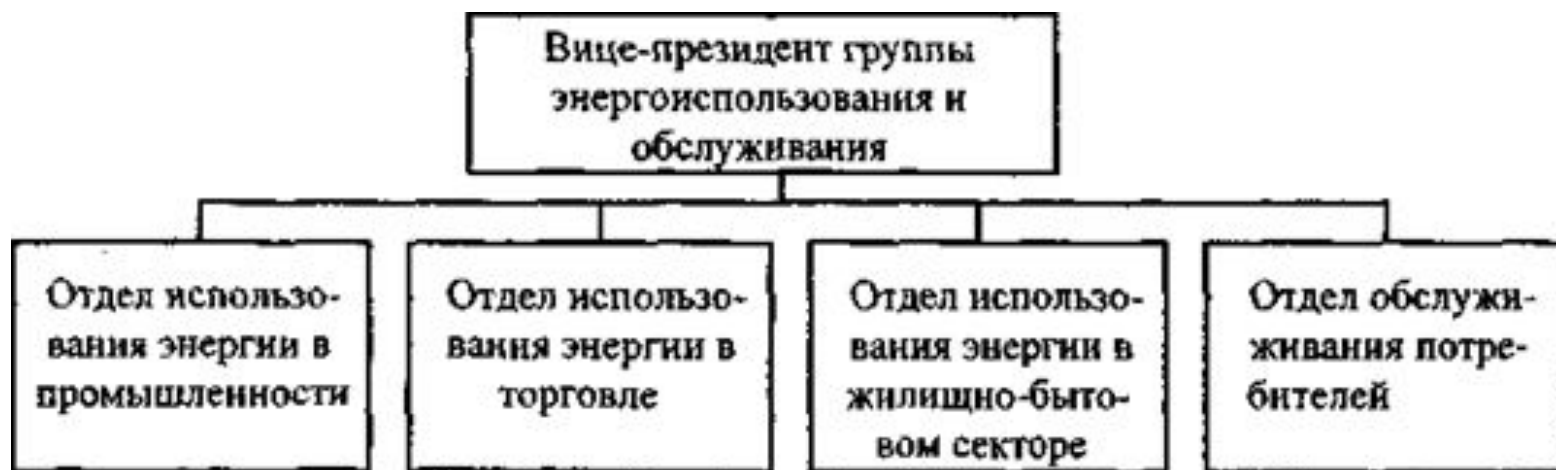 Вице-президент группы
энергоиспользования и
обслуживания
Отдел использо-
вания энергии в
промышленности
Отдел использо-
вания энергии в
торговле
Отдел использо-
вания энергии в
жилищно-быто-
вом секторе
Отдел обслужи-
живания потре-
бителей